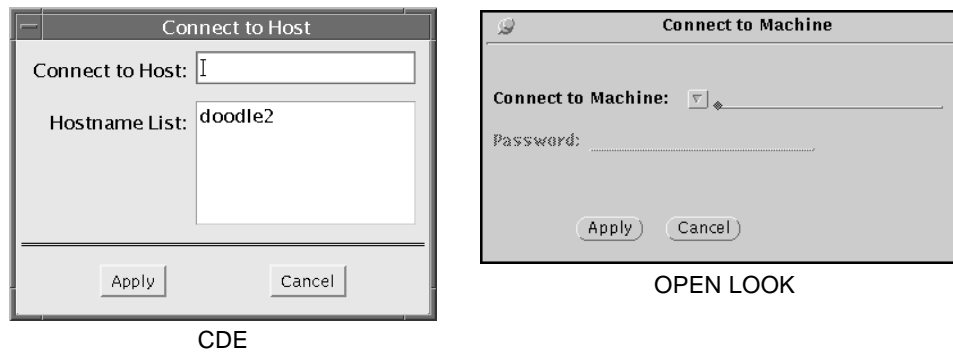 Connect to Host
Connect to Host:
Hostname List:
doodle2
Apply
Cancel
CDE
Connect to Machine
Connect to Machine:
Password:
Apply
Cancel
OPEN LOOK